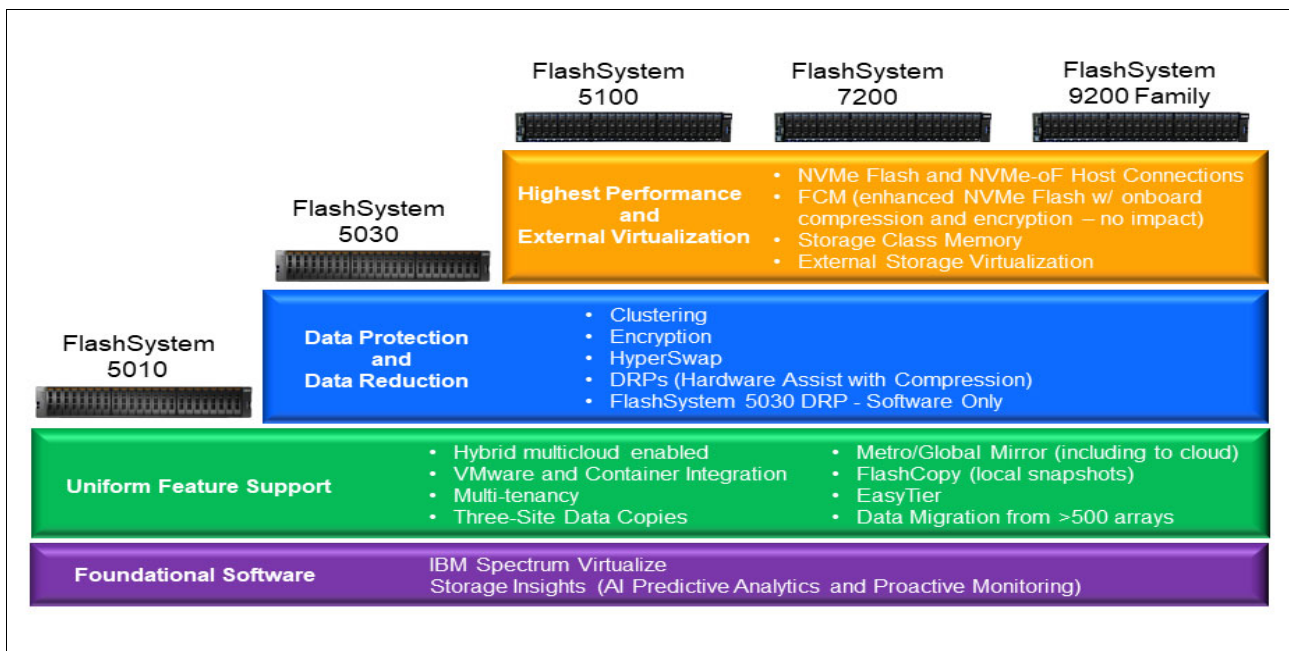 FlashSystem
5100
FlashSystem
7200
FlashSystem
9200 Family
Highest Performance
and
External Virtualization
• NVMe Flash and NVMe-oF Host Connections
• FCM (enhanced NVMe Flash w/ onboard
compression and encryption – no impact)
• Storage Class Memory
• External Storage Virtualization
FlashSystem
5030
Data Protection
and
Data Reduction
• Clustering
• Encryption
• HyperSwap
• DRPs (Hardware Assist with Compression)
• FlashSystem 5030 DRP - Software Only
FlashSystem
5010
Uniform Feature Support
• Hybrid multicloud enabled
• VMware and Container Integration
• Multi-tenancy
• Three-Site Data Copies
• Metro/Global Mirror (including to cloud)
• FlashCopy (local snapshots)
• EasyTier
• Data Migration from >500 arrays
Foundational Software
IBM Spectrum Virtualize
Storage Insights (AI Predictive Analytics and Proactive Monitoring)